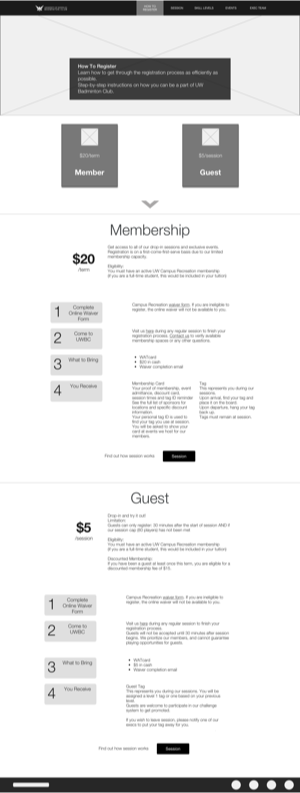 HOW TO
REGISTER
SESSION
SKILL LEVELS
EVENTS
EXEC TEAM
How To Register
Learn how to get through the registration process as efficiently as
possible.
Step-by-step instructions on how you can be a part of UW
Badminton Club.
$20/term
Member
$5/session
Guest
Membership
$20
/term
Get access to all of our drop-in sessions and exclusive events.
Registration is on a first-come-first-serve basis due to our limited
membership capacity.
Eligibility:
You must have an active UW Campus Recreation membership
(if you are a full-time student, this would be included in your tuition)
1
Complete
Online Waiver
Form
Campus Recreation waiver form. If you are ineligible to
register, the online waiver will not be available to you.
2
Come to
UWBC
Visit us here during any regular session to finish your
registration process. Contact us to verify available
membership spaces or any other questions.
3
What to Bring
WATcard
$20 in cash
Waiver completion email
4
You Receive
Membership Card
Your proof of membership, event
admittance, discount card,
session times and tag ID reminder
See the full list of sponsors for
locations and specific discount
information.
Your personal tag ID is used to
find your tag you use at session.
You will be asked to show your
card at events we host for our
members.
Tag
This represents you during our
sessions.
Upon arrival, find your tag and
place it on the board.
Upon departure, hang your tag
back up.
Tags must remain at session.
Find out how session works
Session
Guest
$5
/session
Drop in and try it out!
Limitation:
Guests can only register 30 minutes after the start of session AND if
our session cap (60 players) has not been met
Eligibility:
You must have an active UW Campus Recreation membership
(if you are a full-time student, this would be included in your tuition)
Discounted Membership:
If you have been a guest at least once this term, you are eligible for a
discounted membership fee of $15.
1
Complete
Online Waiver
Form
Campus Recreation waiver form. If you are ineligible to
register, the online waiver will not be available to you.
2
Come to
UWBC
Visit us here during any regular session to finish your
registration process.
Guests will not be accepted until 30 minutes after session
begins. We prioritize our members, and cannot guarantee
playing opportunities for guests.
3
What to Bring
WATcard
$5 in cash
Waiver completion email
4
You Receive
Guest Tag
This represents you during our sessions. You will be
assigned a level 1 tag or one based on your previous
level.
Guests are welcome to participate in our challenge
system to get promoted.
If you wish to leave session, please notify one of our
execs to put your tag away for you.
Find out how session works
Session